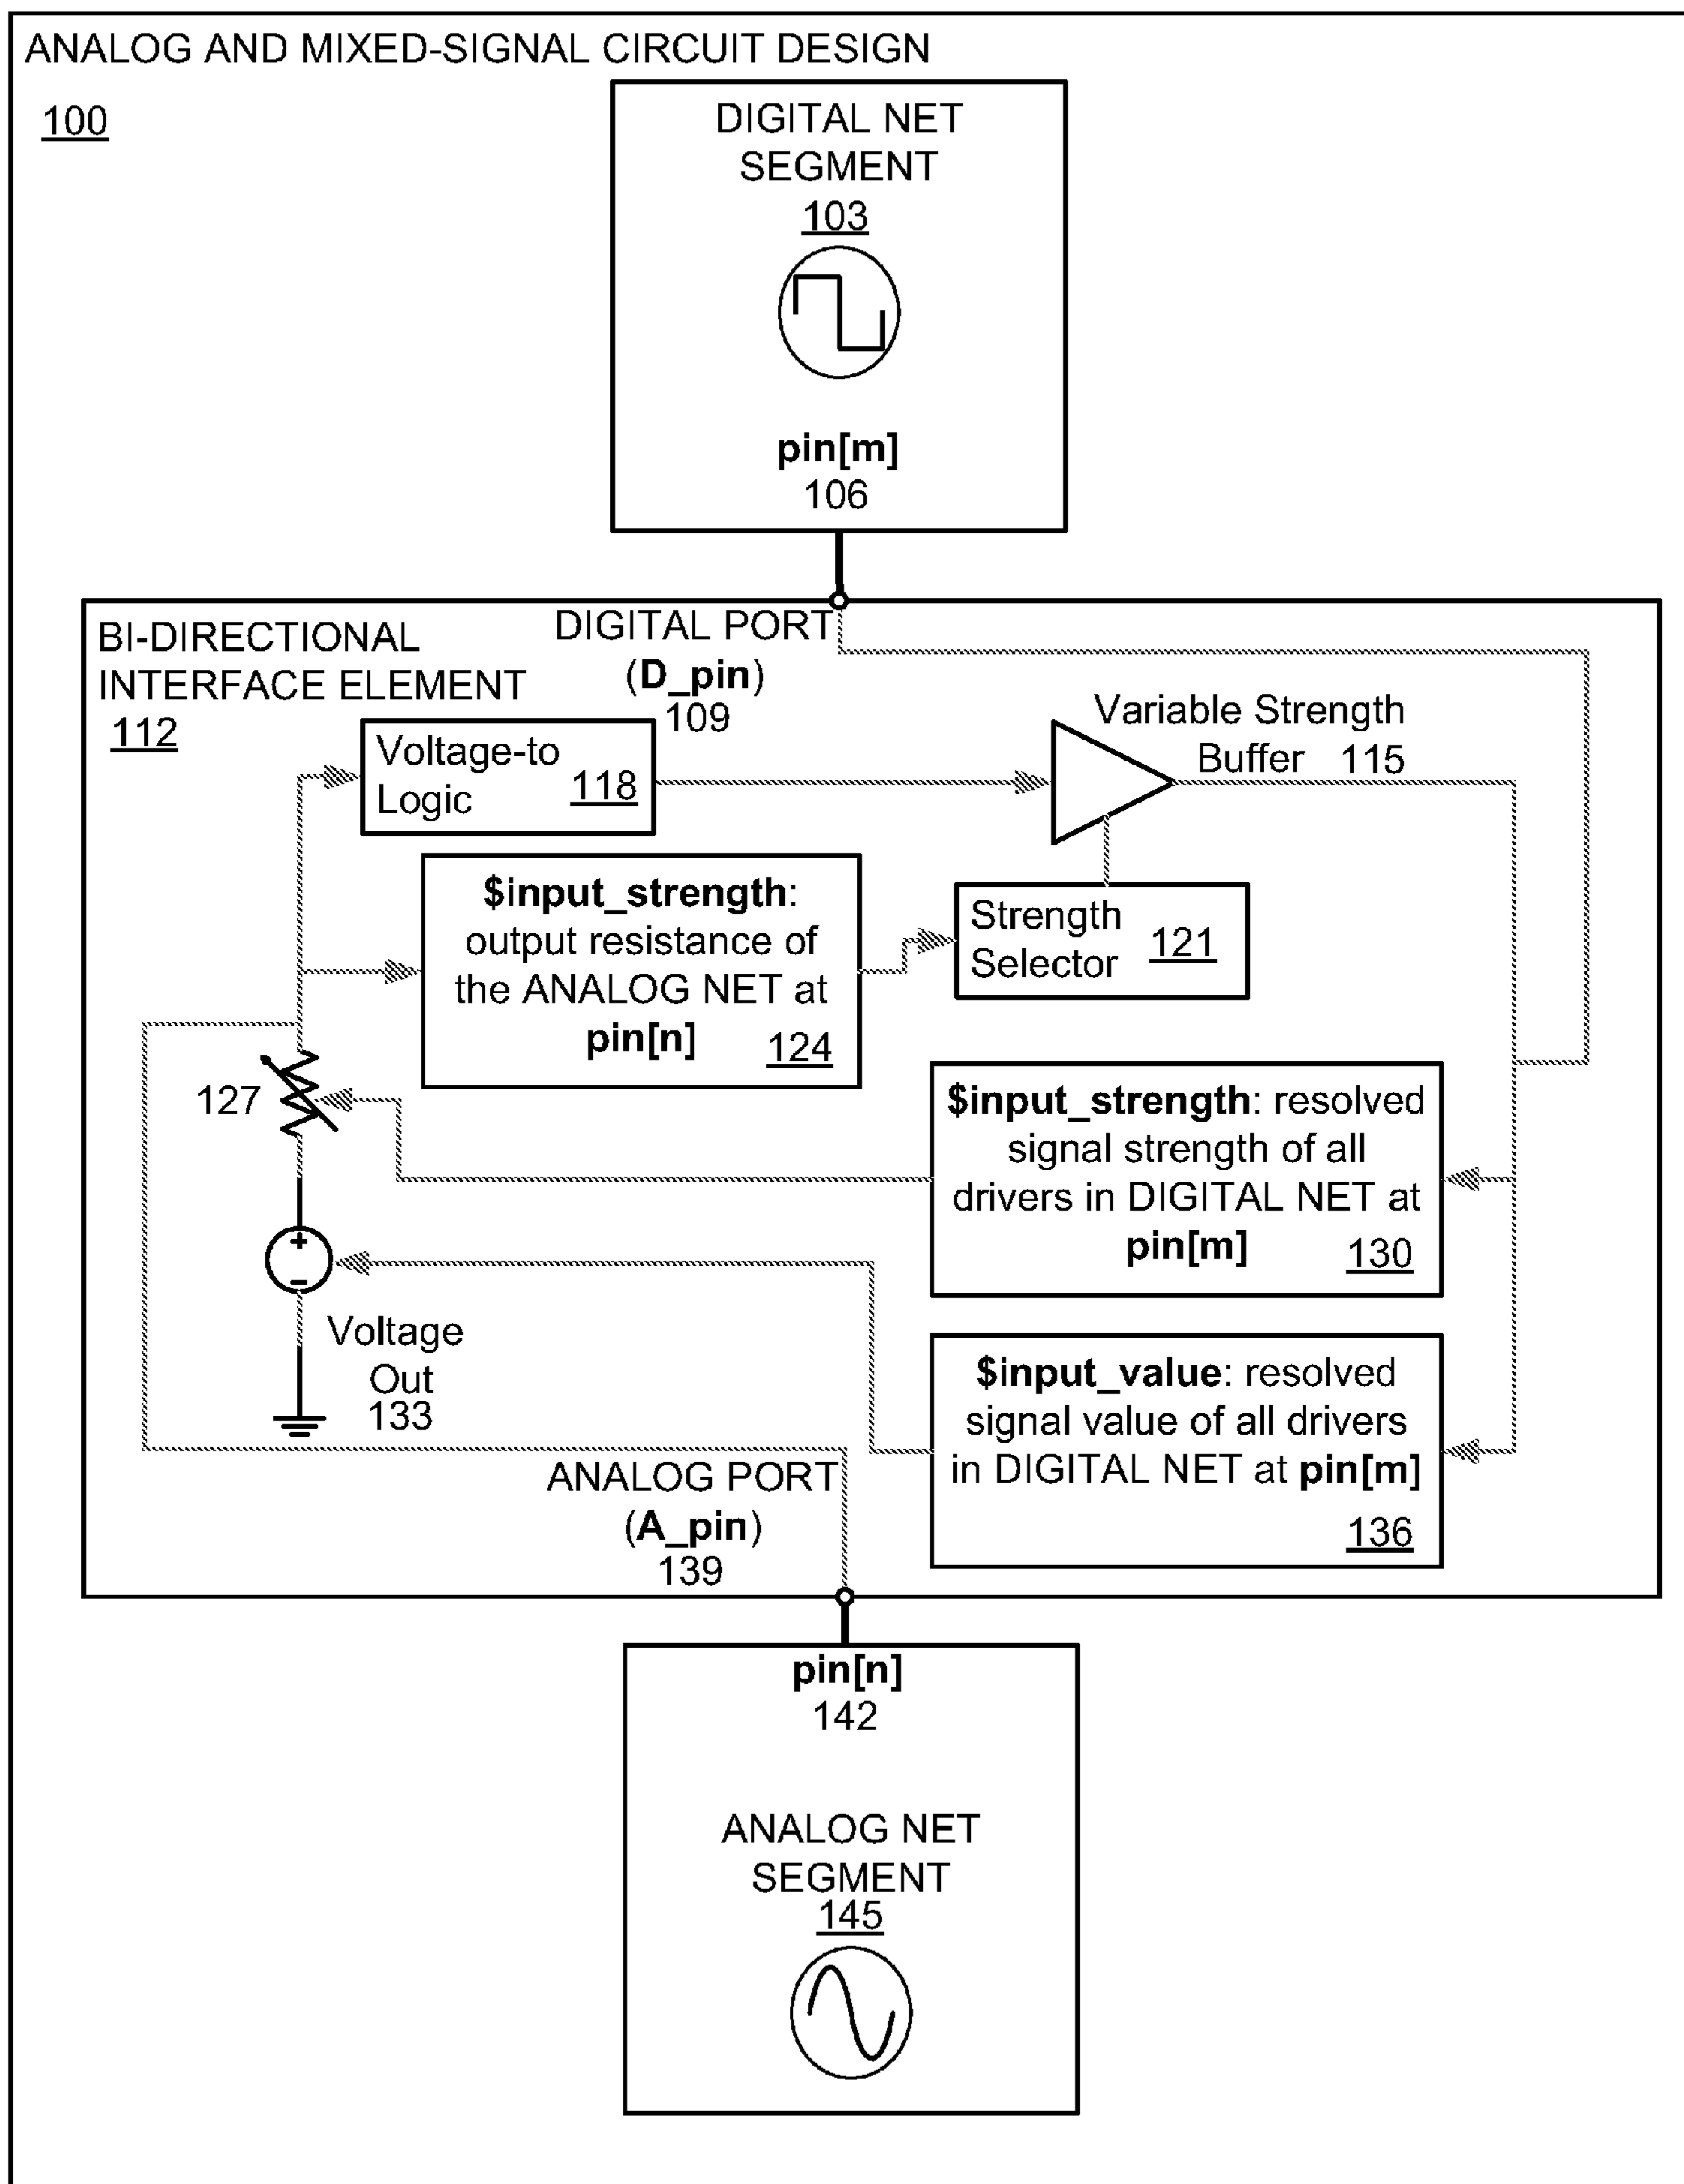 ANALOG AND MIXED-SIGNAL CIRCUIT DESIGN
100
DIGITAL NET
SEGMENT
103
pin[m]
106
BI-DIRECTIONAL
INTERFACE ELEMENT
112
DIGITAL PORT
(D_pin)
109
Variable Strength
Buffer 115
Voltage-to
Logic 118
$input_strength:
output resistance of
the ANALOG NET at
pin[n] 124
Strength
Selector 121
127
$input_strength: resolved
signal strength of all
drivers in DIGITAL NET at
pin[m] 130
+
−
Voltage
Out
133
$input_value: resolved
signal value of all drivers
in DIGITAL NET at pin[m]
136
ANALOG PORT
(A_pin)
139
pin[n]
142
ANALOG NET
SEGMENT
145